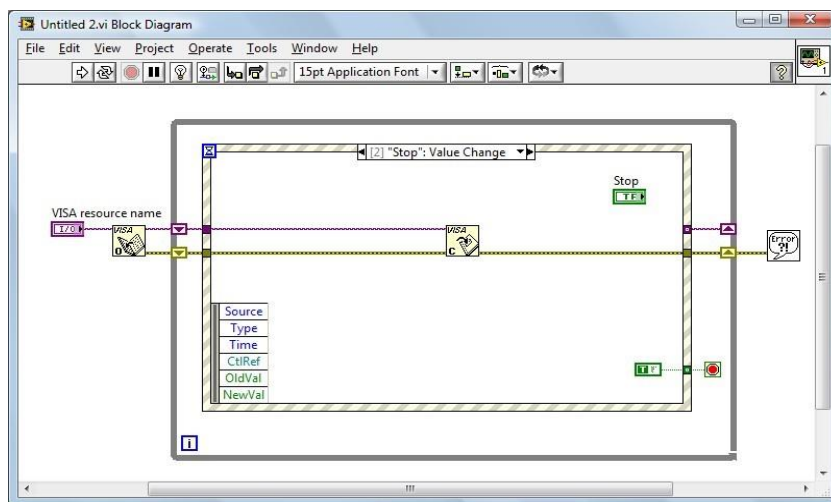 Untitled 2.vi Block Diagram
File Edit View Project Operate Tools Window Help
15pt Application Font
1
[2] "Stop": Value Change
Stop
TF
VISA resource name
I/O
VISA
O
VISA
C
Error
?!
Source
Type
Time
CtlRef
OldVal
NewVal
T F
i